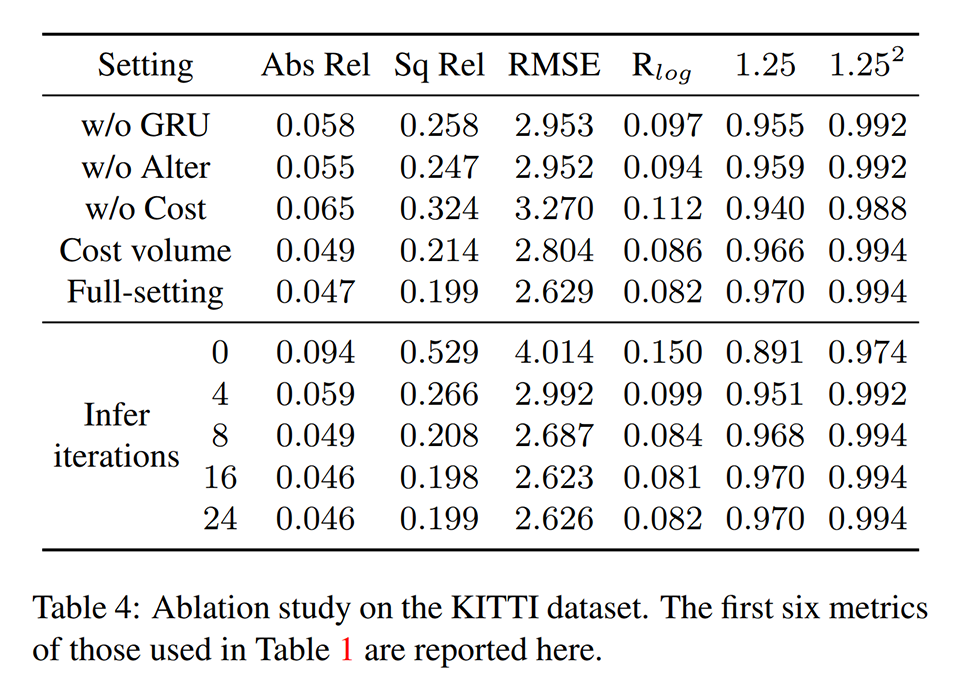 Setting Abs Rel Sq Rel RMSE R_log 1.25 1.25²
w/o GRU 0.058 0.258 2.953 0.097 0.955 0.992
w/o Alter 0.055 0.247 2.952 0.094 0.959 0.992
w/o Cost 0.065 0.324 3.270 0.112 0.940 0.988
Cost volume 0.049 0.214 2.804 0.086 0.966 0.994
Full-setting 0.047 0.199 2.629 0.082 0.970 0.994
Infer
iterations
0 0.094 0.529 4.014 0.150 0.891 0.974
4 0.059 0.266 2.992 0.099 0.951 0.992
8 0.049 0.208 2.687 0.084 0.968 0.994
16 0.046 0.198 2.623 0.081 0.970 0.994
24 0.046 0.199 2.626 0.082 0.970 0.994
Table 4: Ablation study on the KITTI dataset. The first six metrics
of those used in Table 1 are reported here.